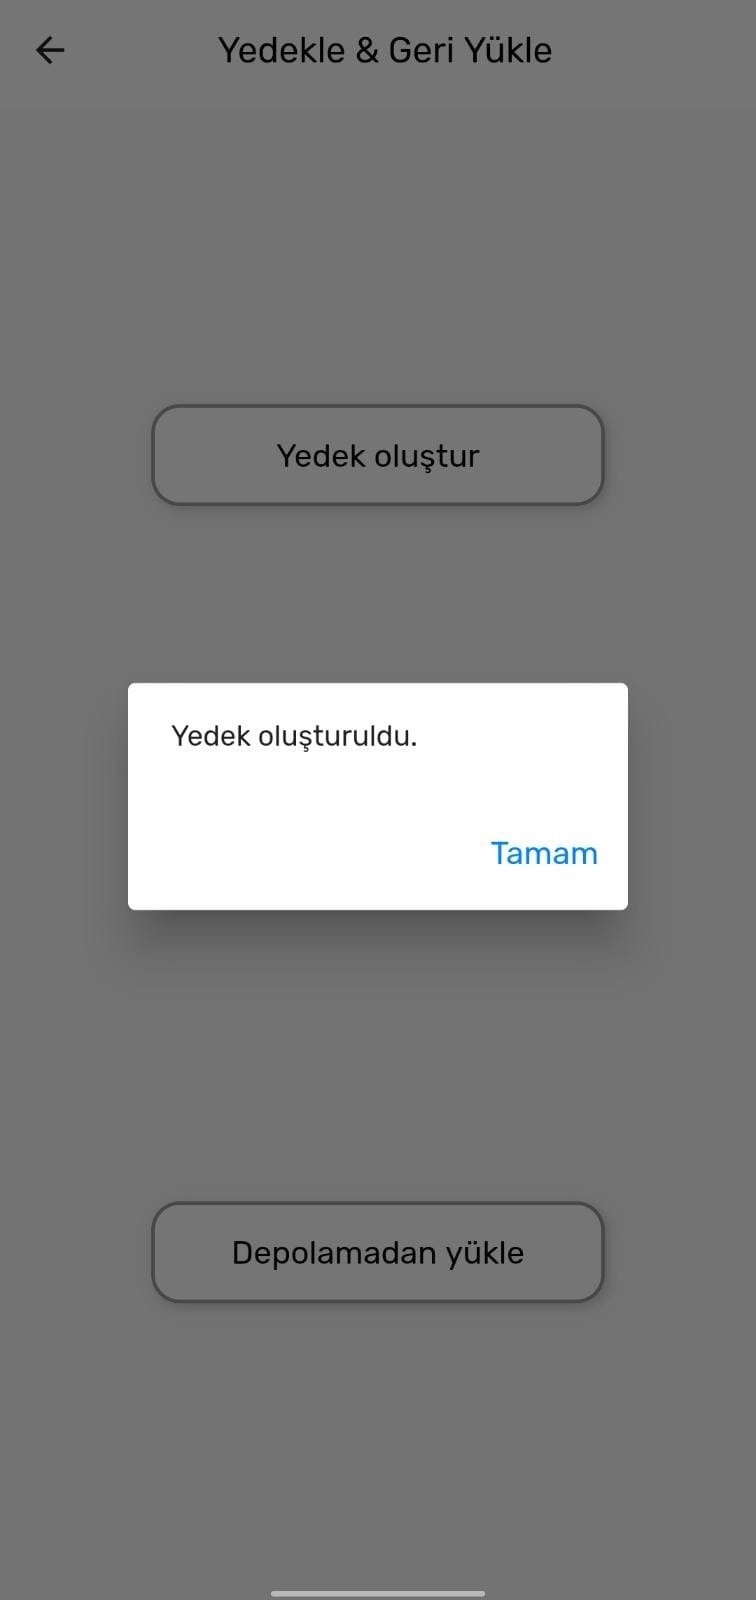 Yedekle & Geri Yükle
Yedek oluştur
Yedek oluşturuldu.
Tamam
Depolamadan yükle